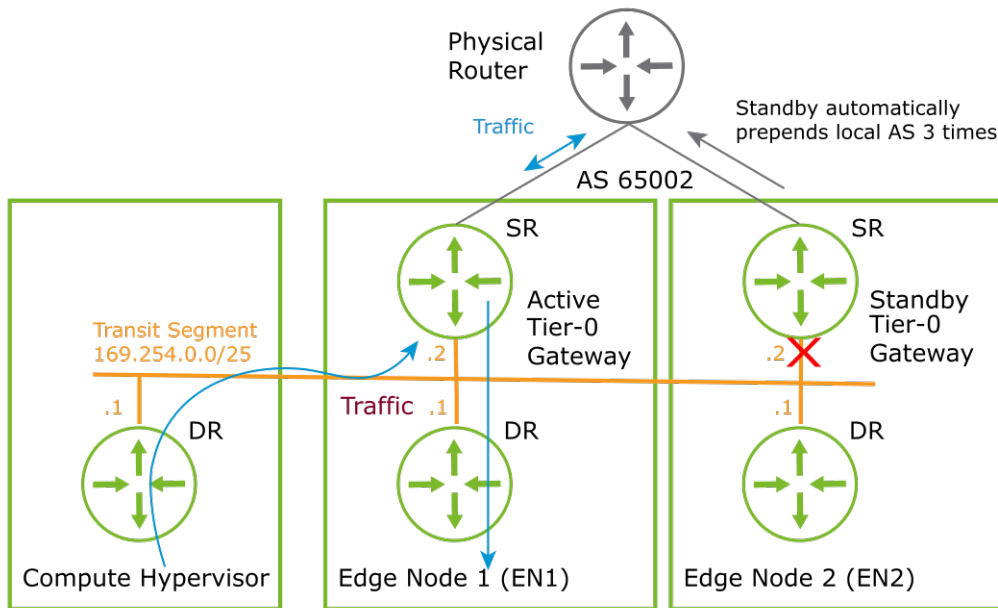 Physical
Router
Traffic
Standby automatically
prepends local AS 3 times
AS 65002
SR
SR
Active
Tier-0
Gateway
Standby
Tier-0
Gateway
Transit Segment
169.254.0.0/25
.2
.2
.1
Traffic
.1
.1
DR
DR
DR
Compute Hypervisor
Edge Node 1 (EN1)
Edge Node 2 (EN2)